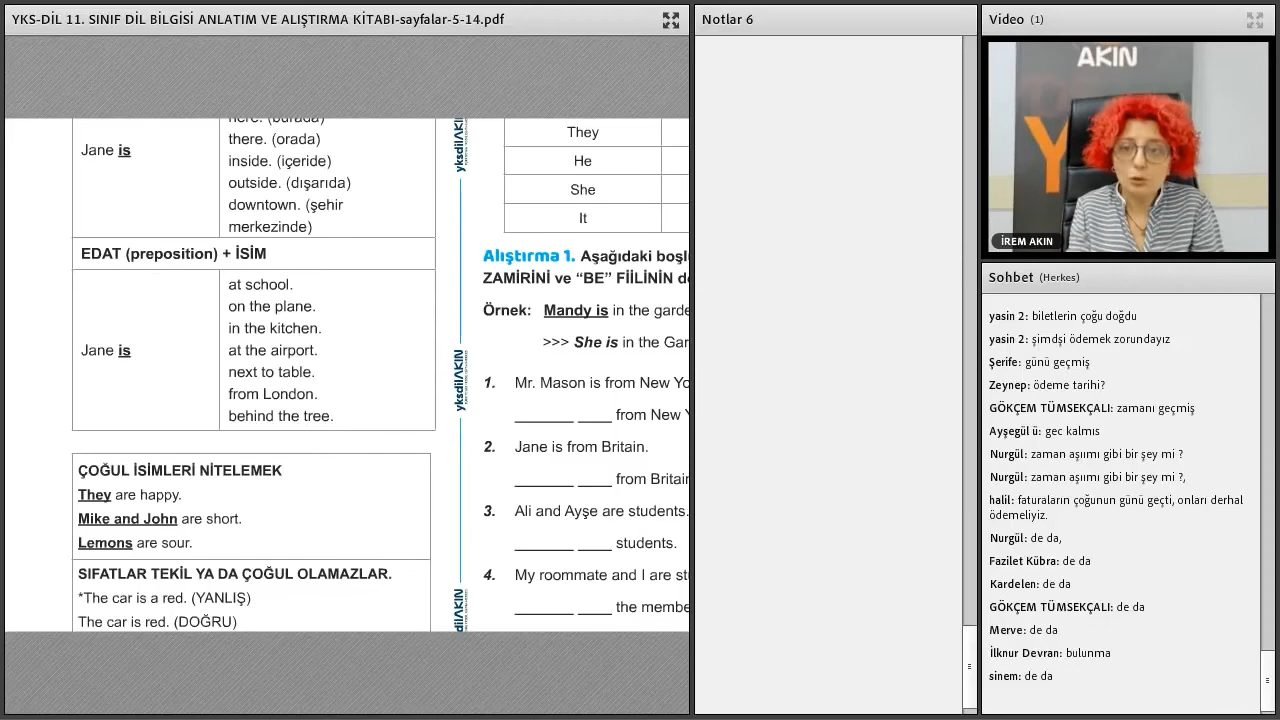 YKS-DİL 11. SINIF DİL BİLGİSİ ANLATIM VE ALIŞTIRMA KİTABI-sayfalar-5-14.pdf
here. (burada)
Jane is
there. (orada)
inside. (içeride)
outside. (dışarıda)
downtown. (şehir
merkezinde)
EDAT (preposition) + İSİM
Jane is
at school.
on the plane.
in the kitchen.
at the airport.
next to table.
from London.
behind the tree.
ÇOĞUL İSİMLERİ NİTELEMEK
They are happy.
Mike and John are short.
Lemons are sour.
SIFATLAR TEKİL YA DA ÇOĞUL OLAMAZLAR.
*The car is a red. (YANLIŞ)
The car is red. (DOĞRU)
yksdilAKIN
yksdilAKIN
dilAKIN
They
He
She
It
Alıştırma 1. Aşağıdaki boşl
ZAMİRİNİ ve “BE” FİİLİNİN d
Örnek: Mandy is in the garde
>>> She is in the Gar
1. Mr. Mason is from New Yo
_______ ____ from New Y
2. Jane is from Britain.
_______ ____ from Britain
3. Ali and Ayşe are students.
_______ ____ students.
4. My roommate and I are stu
_______ ____ the membe
Notlar 6
Video (1)
AKIN
Y
İREM AKIN
Sohbet (Herkes)
yasin 2: biletlerin çoğu doğdu
yasin 2: şimdşi ödemek zorundayız
Şerife: günü geçmiş
Zeynep: ödeme tarihi?
GÖKÇEM TÜMSEKÇALI: zamanı geçmiş
Ayşegül ü: gec kalmıs
Nurgül: zaman aşıımı gibi bir şey mi ?
Nurgül: zaman aşıımı gibi bir şey mi ?,
halil: faturaların çoğunun günü geçti, onları derhal
ödemeliyiz.
Nurgül: de da,
Fazilet Kübra: de da
Kardelen: de da
GÖKÇEM TÜMSEKÇALI: de da
Merve: de da
İlknur Devran: bulunma
sinem: de da